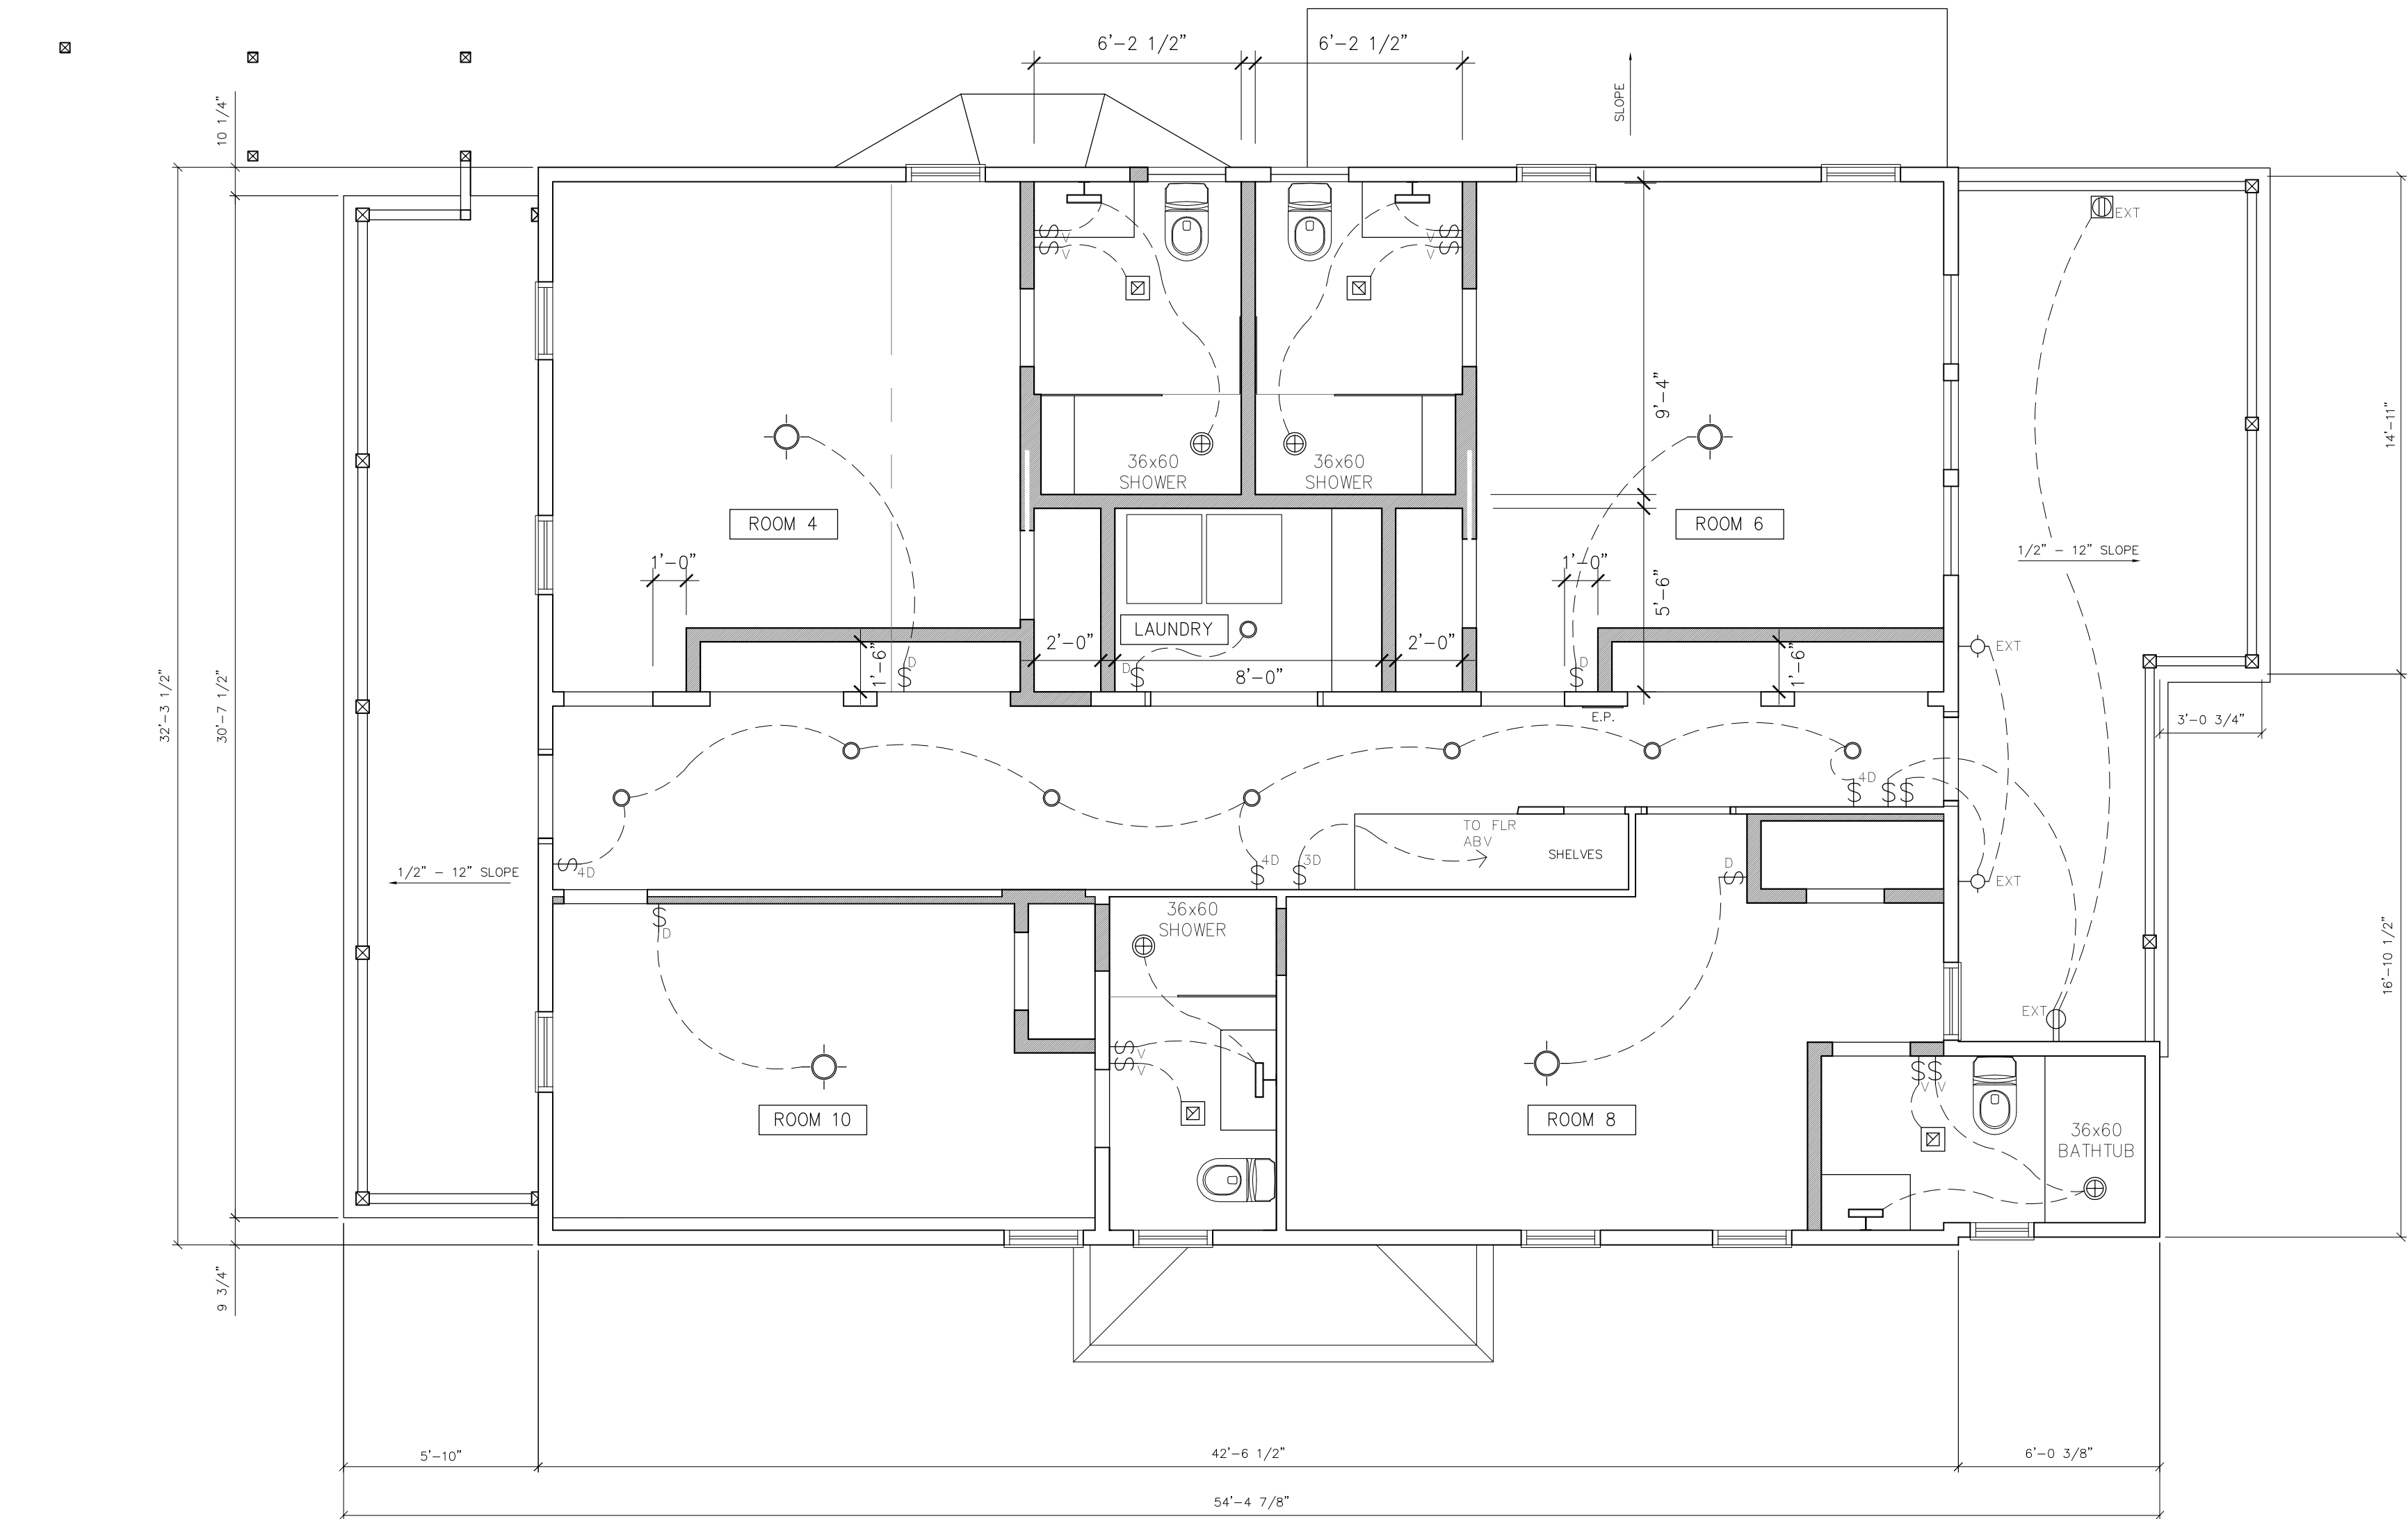 6'-2 1/2" 6'-2 1/2"
10 1/4"
SLOPE
EXT
$ V $ V
$ V $ V
9'-4"
14'-11"
36x60 36x60
SHOWER SHOWER
ROOM 4 ROOM 6
1/2" - 12" SLOPE
1'-0" 1'-0"
5'-6"
LAUNDRY
2'-0" 2'-0"
1'-6" 1'-6"
EXT
$ D $ D $ D
8'-0"
32'-3 1/2" 30'-7 1/2"
E.P.
3'-0 3/4"
$ 4D $ $
TO FLR
ABV
SHELVES
1/2" - 12" SLOPE
$ 4D $ 4D $ 3D $ D
EXT
36x60
SHOWER
$ D
16'-10 1/2"
EXT
$ V
$ V
$ V $ V
ROOM 10 ROOM 8
36x60
BATHTUB
9 3/4"
5'-10" 42'-6 1/2" 6'-0 3/8"
54'-4 7/8"